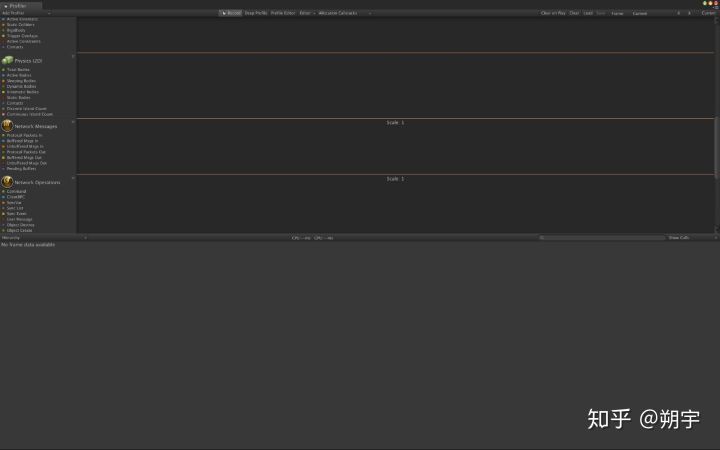 Profiler
Add Profiler
Record Deep Profile Profile Editor Editor Allocation Callstacks
Clear on Play Clear Load Save Frame: Current
Active Kinematic
Static Colliders
Rigidbody
Trigger Overlaps
Active Constraints
Contacts
Physics (2D)
Total Bodies
Active Bodies
Sleeping Bodies
Dynamic Bodies
Kinematic Bodies
Static Bodies
Contacts
Discrete Island Count
Continuous Island Count
Network Messages
Scale: 1
Protocol Packets In
Buffered Msgs In
Unbuffered Msgs In
Protocol Packets Out
Buffered Msgs Out
Unbuffered Msgs Out
Pending Buffers
Network Operations
Scale: 1
Command
ClientRPC
SyncVar
Sync List
Sync Event
User Message
Object Destroy
Object Create
Hierarchy
CPU:--ms GPU:--ms
Show Calls
No frame data available
知乎 @朔宇